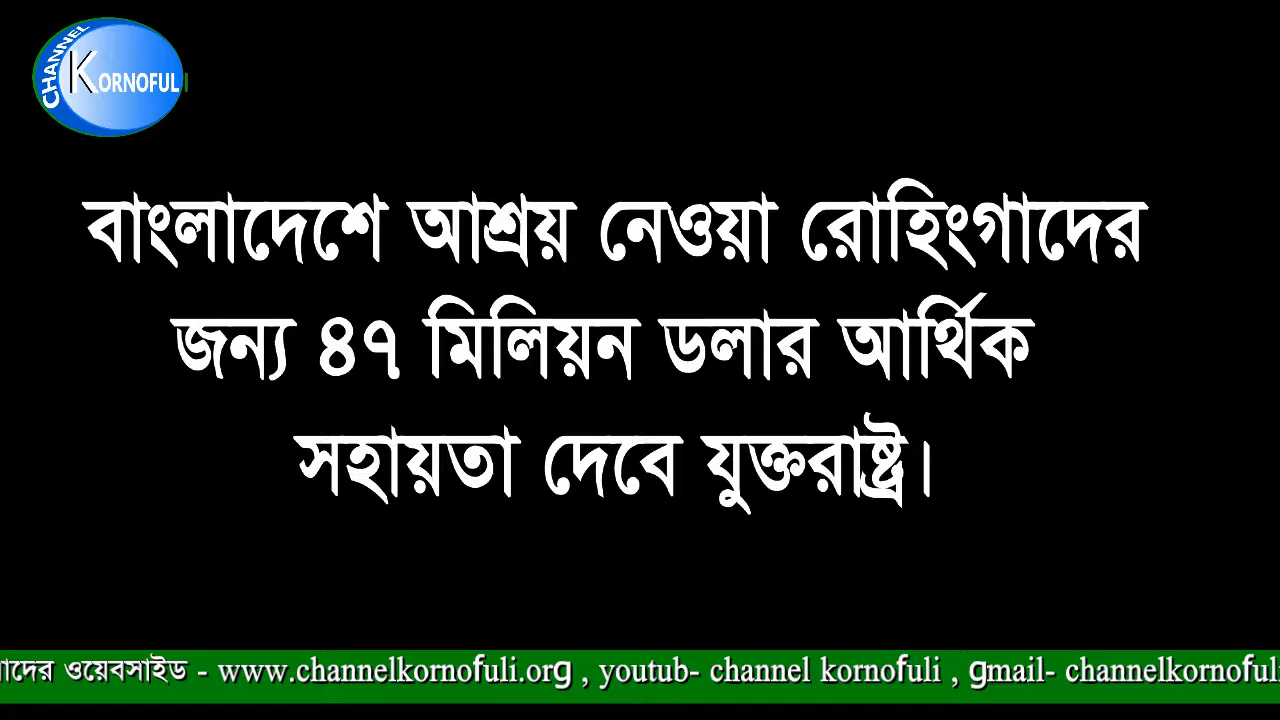 CHANNEL
KORNOFULI
বাংলাদেশে আশ্রয় নেওয়া রোহিংগাদের
জন্য ৪৭ মিলিয়ন ডলার আর্থিক
সহায়তা দেবে যুক্তরাষ্ট্র।
াদের ওয়েবসাইড - www.channelkornofuli.org , youtub- channel kornofuli , gmail- channelkornofuli